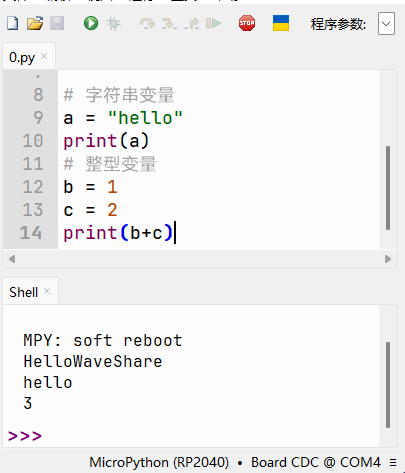 STOP
程序参数:
0.py ×
8 # 字符串变量
9 a = "hello"
10 print(a)
11 # 整型变量
12 b = 1
13 c = 2
14 print(b+c)
Shell ×
MPY: soft reboot
HelloWaveShare
hello
3
>>>
MicroPython (RP2040) • Board CDC @ COM4 ≡